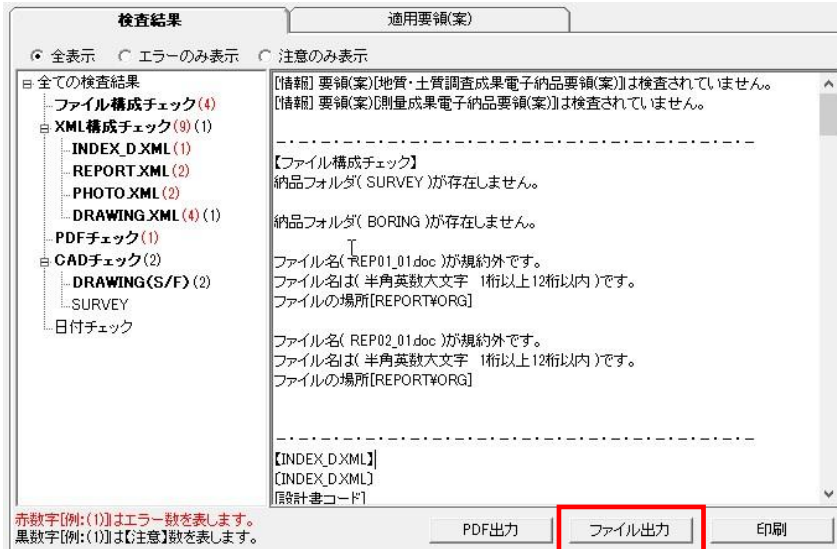 検査結果
適用要領(案)
全表示 エラーのみ表示 注意のみ表示
全ての検査結果
ファイル構成チェック(4)
XML構成チェック(9)(1)
INDEX_D.XML(1)
REPORT.XML(2)
PHOTO.XML(2)
DRAWING.XML(4)(1)
PDFチェック(1)
CADチェック(2)
DRAWING(S/F)(2)
SURVEY
日付チェック
[情報] 要領(案)[地質・土質調査成果電子納品要領(案)]は検査されていません。
[情報] 要領(案)[測量成果電子納品要領(案)]は検査されていません。
【ファイル構成チェック】
納品フォルダ( SURVEY )が存在しません。
納品フォルダ( BORING )が存在しません。
ファイル名( REP01_01.doc )が規約外です。
ファイル名は( 半角英数大文字 1桁以上12桁以内 )です。
ファイルの場所[REPORT¥ORG]
ファイル名( REP02_01.doc )が規約外です。
ファイル名は( 半角英数大文字 1桁以上12桁以内 )です。
ファイルの場所[REPORT¥ORG]
【INDEX_D.XML】
〔INDEX_D.XML〕
[設計書コード]
赤数字[例:(1)]はエラー数を表します。
黒数字[例:(1)]は【注意】数を表します。
PDF出力
ファイル出力
印刷